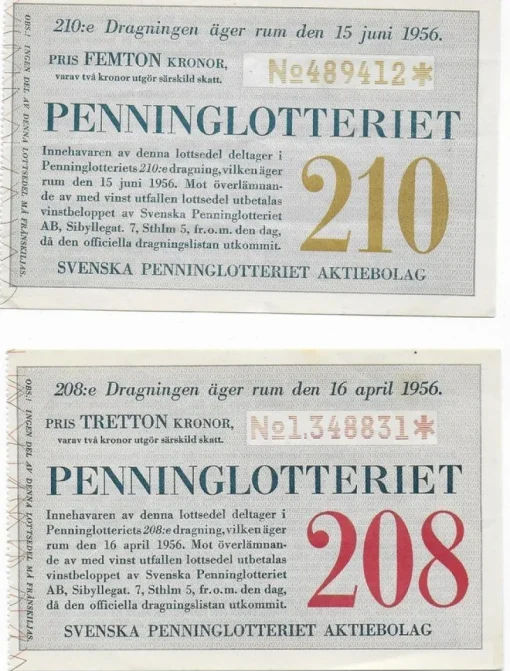 210:e Dragningen äger rum den 15 juni 1956.
PRIS FEMTON KRONOR,
varav två kronor utgör särskild skatt.
№489412*
PENNINGLOTTERIET
Innehavaren av denna lottsedel deltager i
Penninglotteriets 210:e dragning, vilken äger
rum den 15 juni 1956. Mot överlämnan-
de av med vinst utfallen lottsedel utbetalas
vinstbeloppet av Svenska Penninglotteriet
AB, Sibyllegat. 7, Sthlm 5, fr.o.m. den dag,
då den officiella dragningslistan utkommit.
210
SVENSKA PENNINGLOTTERIET AKTIEBOLAG
OBS.! INGEN DEL AV DENNA LOTTSEDEL MÅ FRÅNSKILJAS.
208:e Dragningen äger rum den 16 april 1956.
PRIS TRETTON KRONOR,
varav två kronor utgör särskild skatt.
№1.348831*
PENNINGLOTTERIET
Innehavaren av denna lottsedel deltager i
Penninglotteriets 208:e dragning, vilken äger
rum den 16 april 1956. Mot överlämnan-
de av med vinst utfallen lottsedel utbetalas
vinstbeloppet av Svenska Penninglotteriet
AB, Sibyllegat. 7, Sthlm 5, fr.o.m. den dag,
då den officiella dragningslistan utkommit.
208
SVENSKA PENNINGLOTTERIET AKTIEBOLAG
OBS.! INGEN DEL AV DENNA LOTTSEDEL MÅ FRÅNSKILJAS.